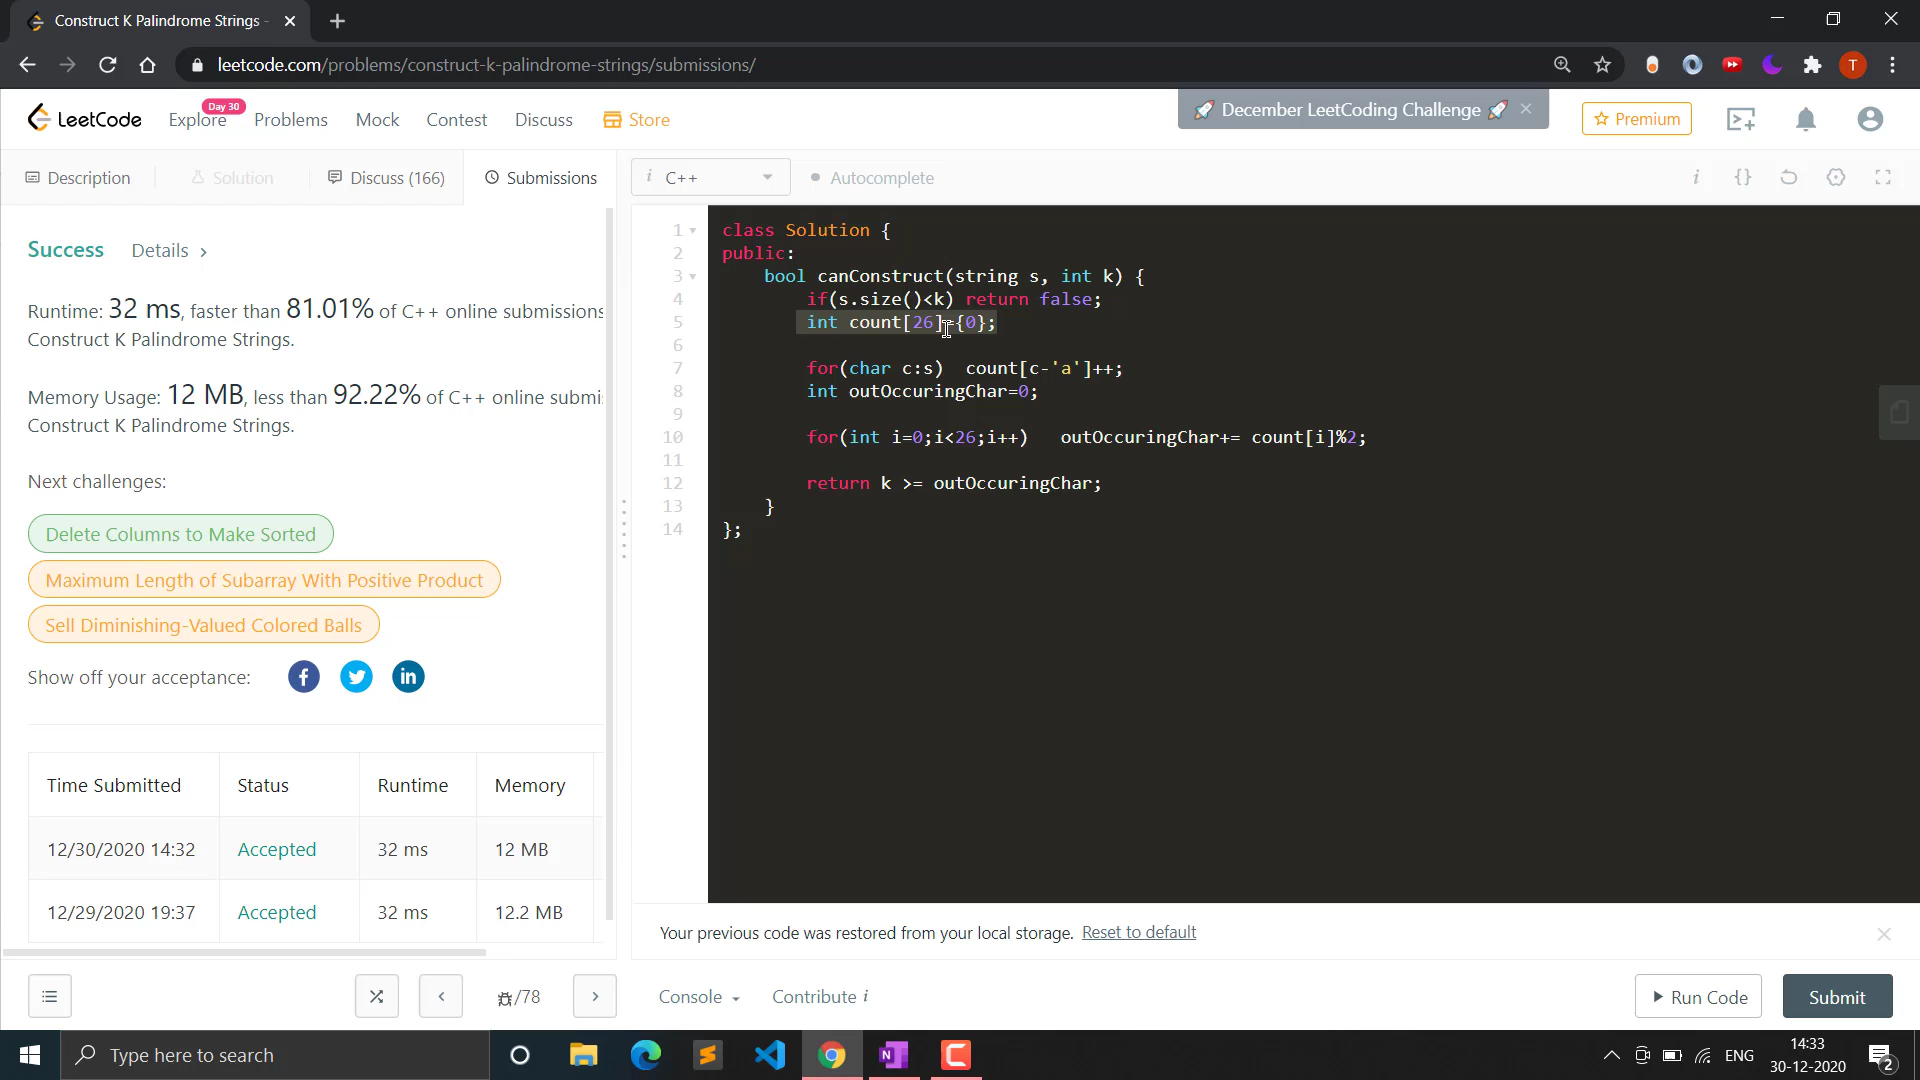 Construct K Palindrome Strings -
leetcode.com/problems/construct-k-palindrome-strings/submissions/
T
LeetCode
Explore
Day 30
Problems
Mock
Contest
Discuss
Store
🚀 December LeetCoding Challenge 🚀
Premium
Description
Solution
Discuss (166)
Submissions
i C++
Autocomplete
Success
Details >
Runtime: 32 ms, faster than 81.01% of C++ online submissions
Construct K Palindrome Strings.
Memory Usage: 12 MB, less than 92.22% of C++ online submi
Construct K Palindrome Strings.
Next challenges:
Delete Columns to Make Sorted
Maximum Length of Subarray With Positive Product
Sell Diminishing-Valued Colored Balls
Show off your acceptance:
Time Submitted Status Runtime Memory
12/30/2020 14:32 Accepted 32 ms 12 MB
12/29/2020 19:37 Accepted 32 ms 12.2 MB
1 class Solution {
2 public:
3 bool canConstruct(string s, int k) {
4 if(s.size()<k) return false;
5 int count[26]={0};
6
7 for(char c:s) count[c-'a']++;
8 int outOccuringChar=0;
9
10 for(int i=0;i<26;i++) outOccuringChar+= count[i]%2;
11
12 return k >= outOccuringChar;
13 }
14 };
Your previous code was restored from your local storage. Reset to default
/78
Console
Contribute i
Run Code
Submit
Type here to search
ENG
14:33
30-12-2020
2